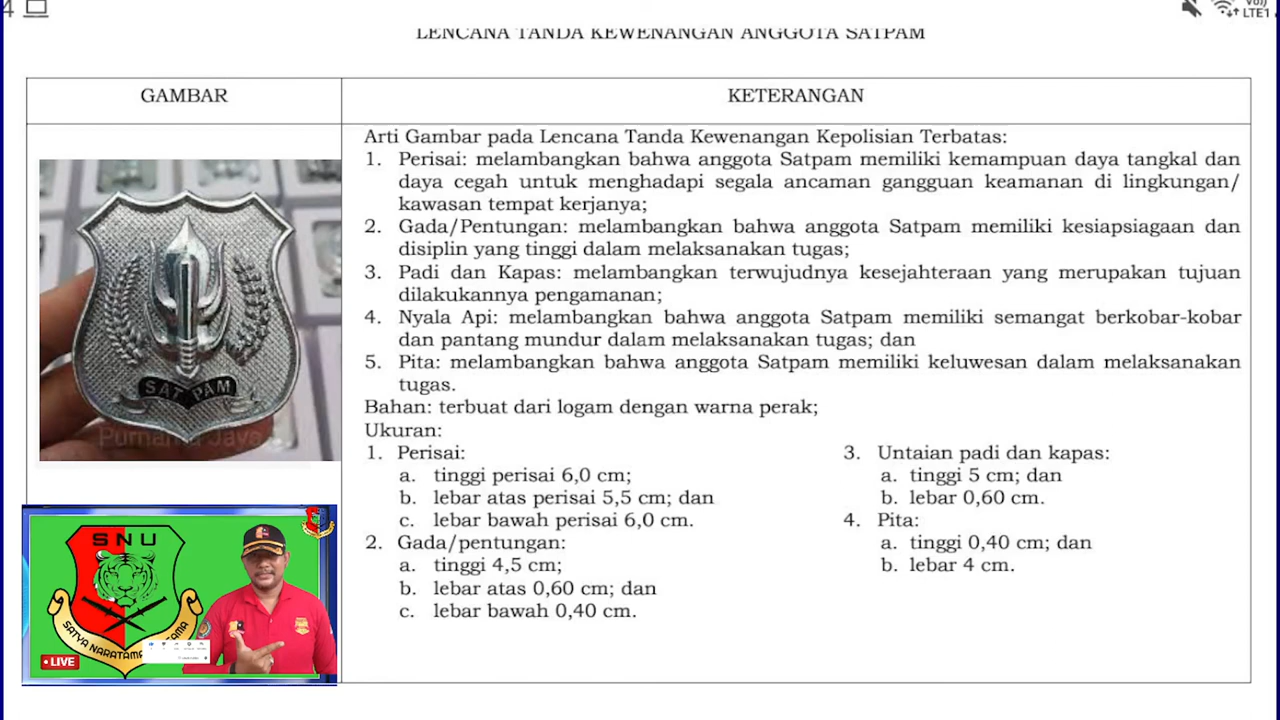 4
LTE1
LENCANA TANDA KEWENANGAN ANGGOTA SATPAM
GAMBAR
KETERANGAN
SAT PAM
Purnama Jaya
SNU
SATYA NARATAMA
• LIVE
Arti Gambar pada Lencana Tanda Kewenangan Kepolisian Terbatas:
1. Perisai: melambangkan bahwa anggota Satpam memiliki kemampuan daya tangkal dan
daya cegah untuk menghadapi segala ancaman gangguan keamanan di lingkungan/
kawasan tempat kerjanya;
2. Gada/Pentungan: melambangkan bahwa anggota Satpam memiliki kesiapsiagaan dan
disiplin yang tinggi dalam melaksanakan tugas;
3. Padi dan Kapas: melambangkan terwujudnya kesejahteraan yang merupakan tujuan
dilakukannya pengamanan;
4. Nyala Api: melambangkan bahwa anggota Satpam memiliki semangat berkobar-kobar
dan pantang mundur dalam melaksanakan tugas; dan
5. Pita: melambangkan bahwa anggota Satpam memiliki keluwesan dalam melaksanakan
tugas.
Bahan: terbuat dari logam dengan warna perak;
Ukuran:
1. Perisai:
a. tinggi perisai 6,0 cm;
b. lebar atas perisai 5,5 cm; dan
c. lebar bawah perisai 6,0 cm.
2. Gada/pentungan:
a. tinggi 4,5 cm;
b. lebar atas 0,60 cm; dan
c. lebar bawah 0,40 cm.
3. Untaian padi dan kapas:
a. tinggi 5 cm; dan
b. lebar 0,60 cm.
4. Pita:
a. tinggi 0,40 cm; dan
b. lebar 4 cm.